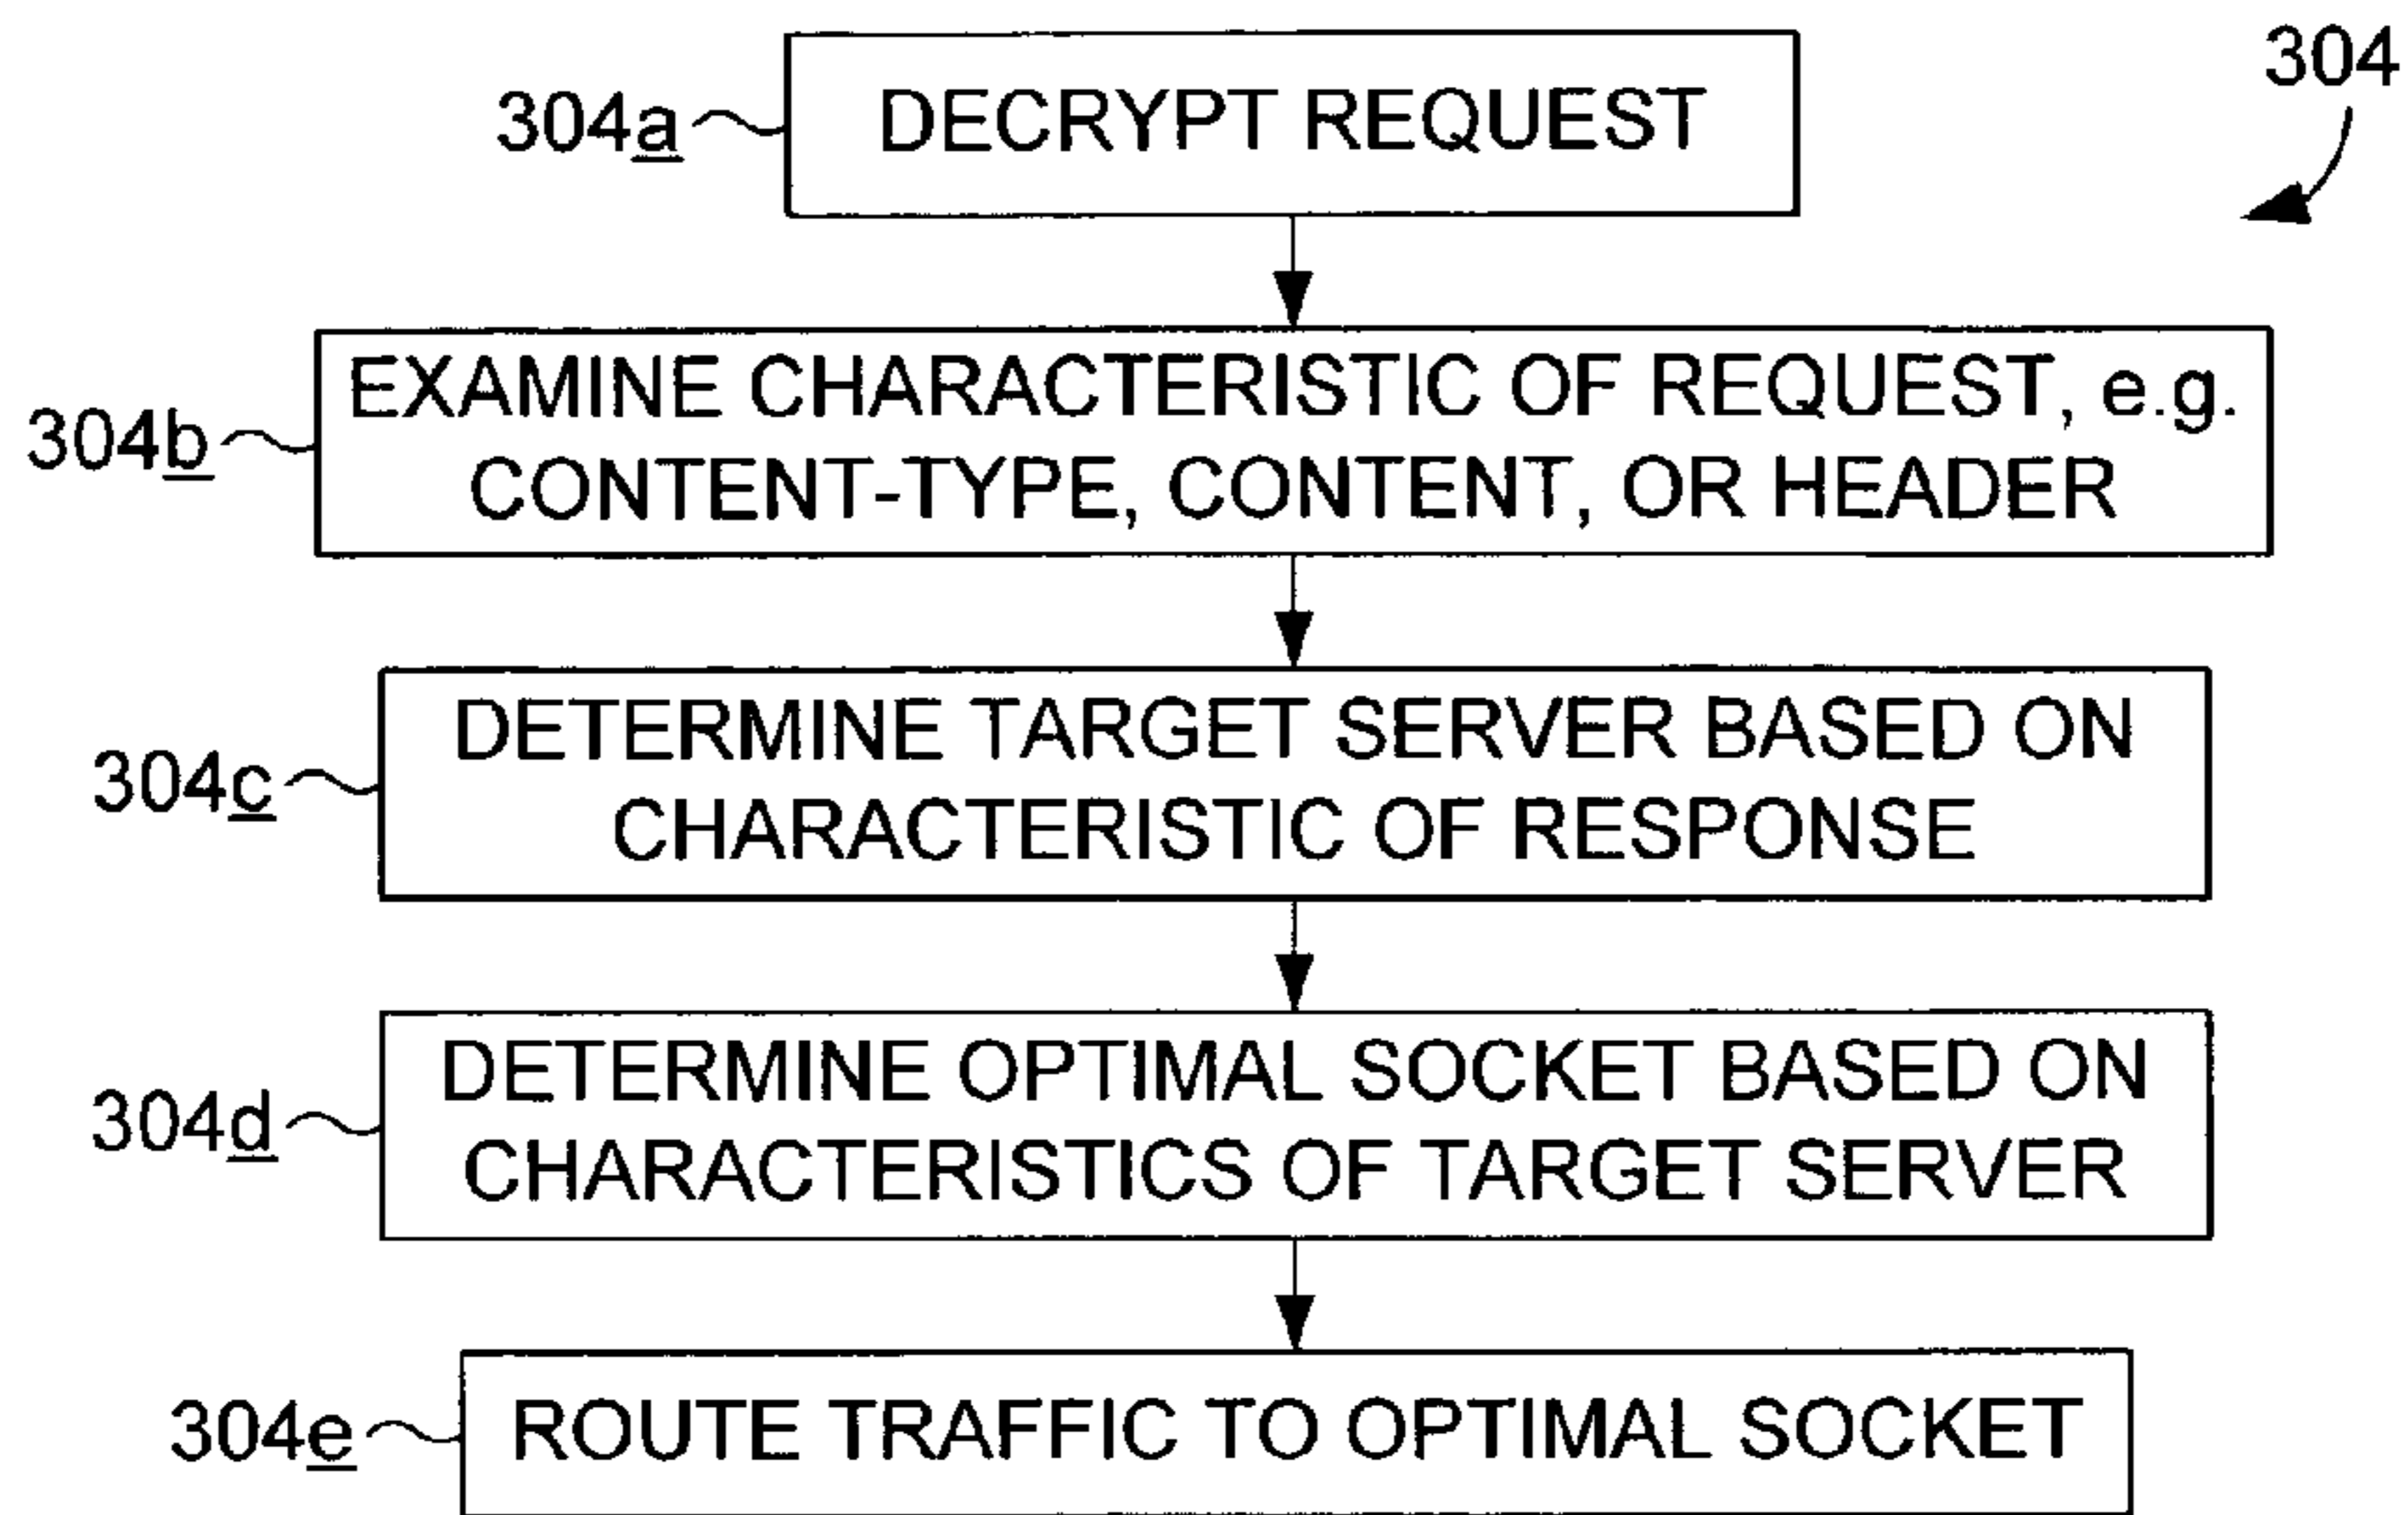 304
304a
DECRYPT REQUEST
304b
EXAMINE CHARACTERISTIC OF REQUEST, e.g.
CONTENT-TYPE, CONTENT, OR HEADER
304c
DETERMINE TARGET SERVER BASED ON
CHARACTERISTIC OF RESPONSE
304d
DETERMINE OPTIMAL SOCKET BASED ON
CHARACTERISTICS OF TARGET SERVER
304e
ROUTE TRAFFIC TO OPTIMAL SOCKET